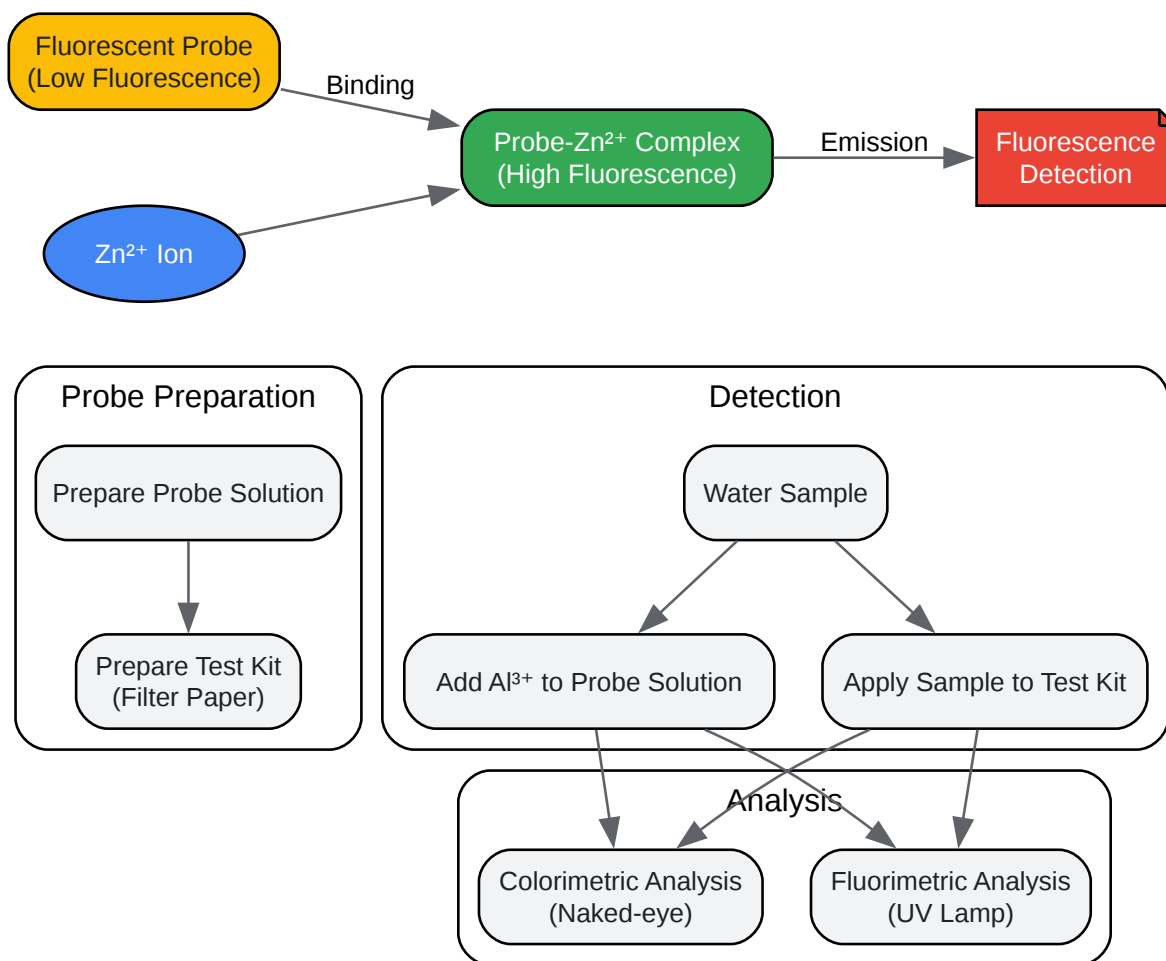 Fluorescent Probe
(Low Fluorescence)
Binding
Probe-Zn²⁺ Complex
(High Fluorescence)
Emission
Fluorescence
Detection
Zn²⁺ Ion
Probe Preparation
Prepare Probe Solution
Prepare Test Kit
(Filter Paper)
Detection
Water Sample
Add Al³⁺ to Probe Solution
Apply Sample to Test Kit
Analysis
Colorimetric Analysis
(Naked-eye)
Fluorimetric Analysis
(UV Lamp)